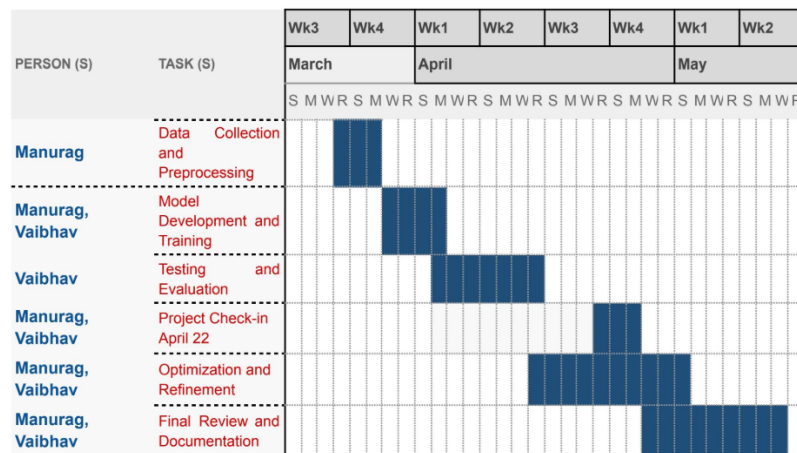 Wk3 Wk4 Wk1 Wk2 Wk3 Wk4 Wk1 Wk2
PERSON (S) TASK (S) March April May
S M W R S M W R S M W R S M W R S M W R S M W R S M W R S M W R
Manurag
Data Collection
and
Preprocessing
Manurag,
Vaibhav
Model
Development and
Training
Vaibhav
Testing and
Evaluation
Manurag,
Vaibhav
Project Check-in
April 22
Manurag,
Vaibhav
Optimization and
Refinement
Manurag,
Vaibhav
Final Review and
Documentation